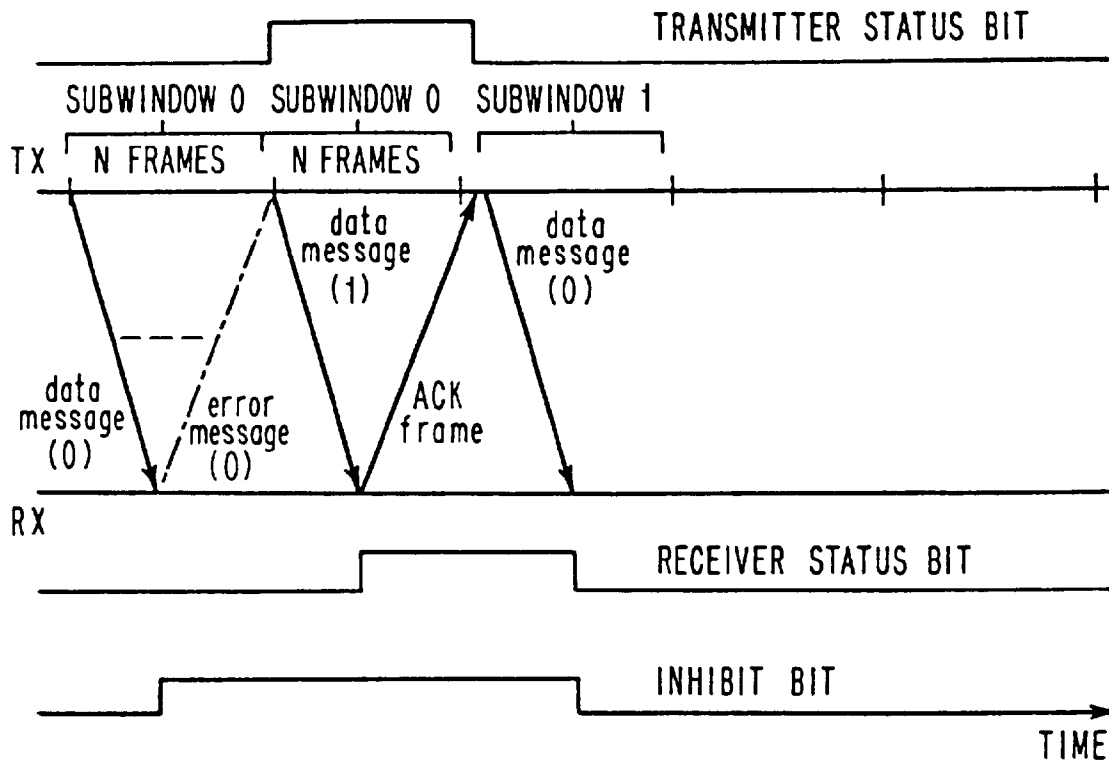 TRANSMITTER STATUS BIT
SUBWINDOW 0 SUBWINDOW 0 SUBWINDOW 1
TX N FRAMES N FRAMES
data
message
(1)
data
message
(0)
data
message
(0)
error
message
(0)
ACK
frame
RX
RECEIVER STATUS BIT
INHIBIT BIT
TIME